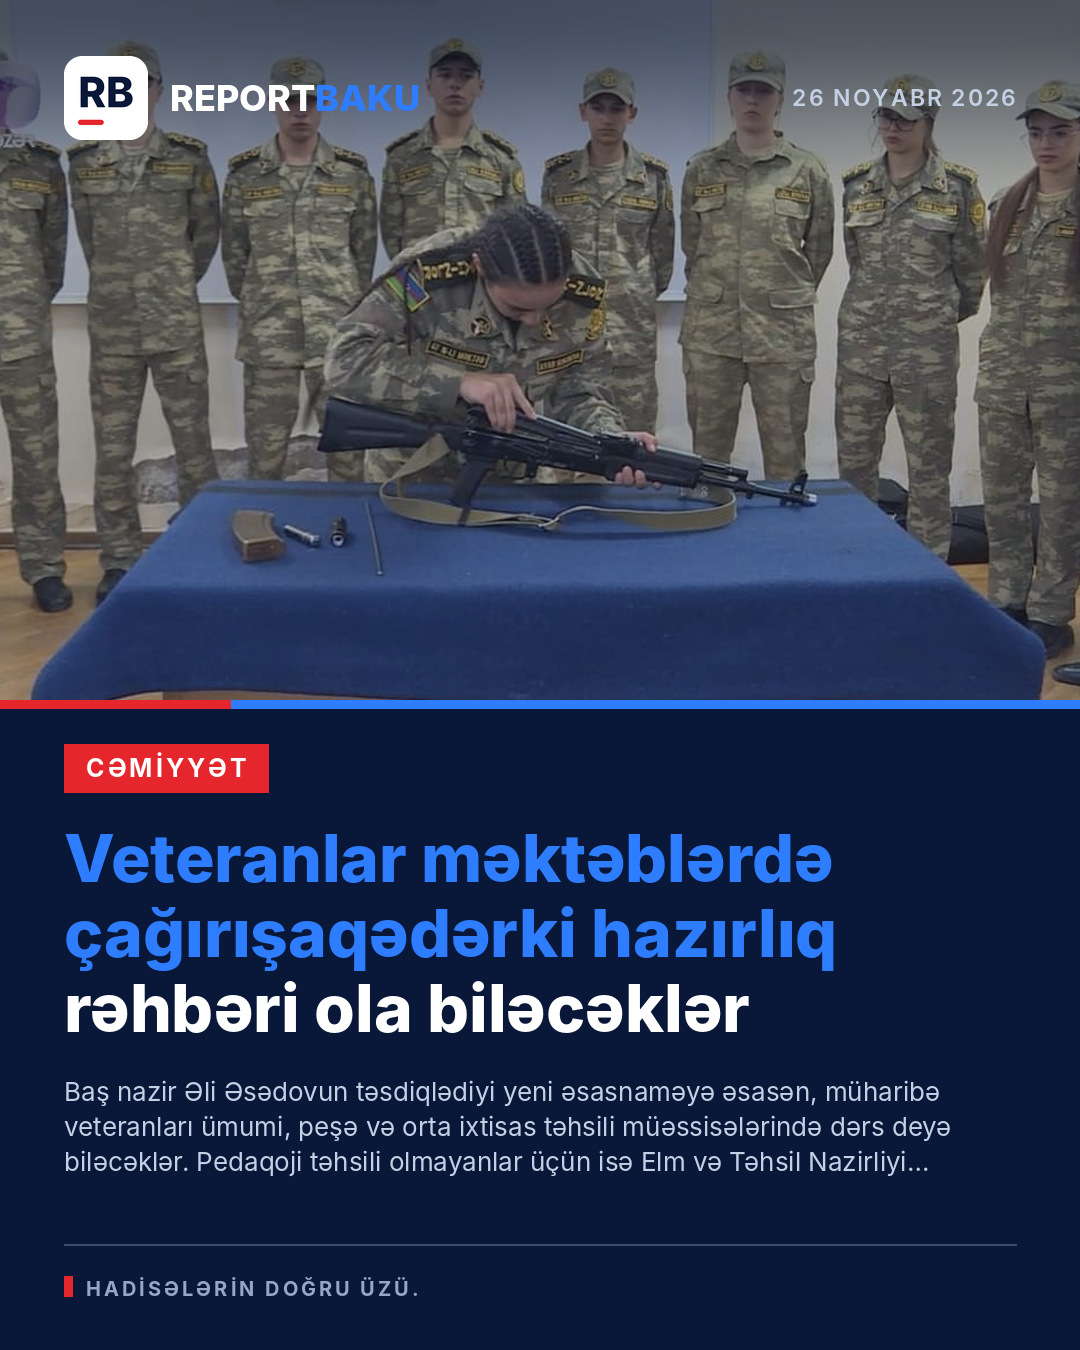 RB
REPORTBAKU
26 NOYABR 2026
CƏMİYYƏT
Veteranlar məktəblərdə
çağırışaqədərki hazırlıq
rəhbəri ola biləcəklər
Baş nazir Əli Əsədovun təsdiqlədiyi yeni əsasnaməyə əsasən, müharibə
veteranları ümumi, peşə və orta ixtisas təhsili müəssisələrində dərs deyə
biləcəklər. Pedaqoji təhsili olmayanlar üçün isə Elm və Təhsil Nazirliyi...
HADİSƏLƏRİN DOĞRU ÜZÜ.